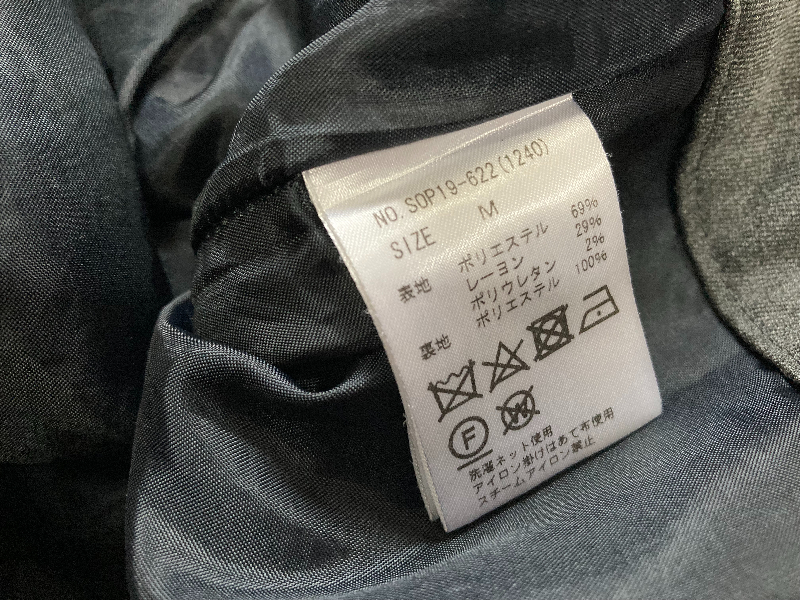 NO. SOP19-622(1240)
SIZE M
表地 ポリエステル 69%
レーヨン 29%
ポリウレタン 2%
裏地 ポリエステル 100%
F
W
洗濯ネット使用
アイロン掛けはあて布使用
スチームアイロン禁止